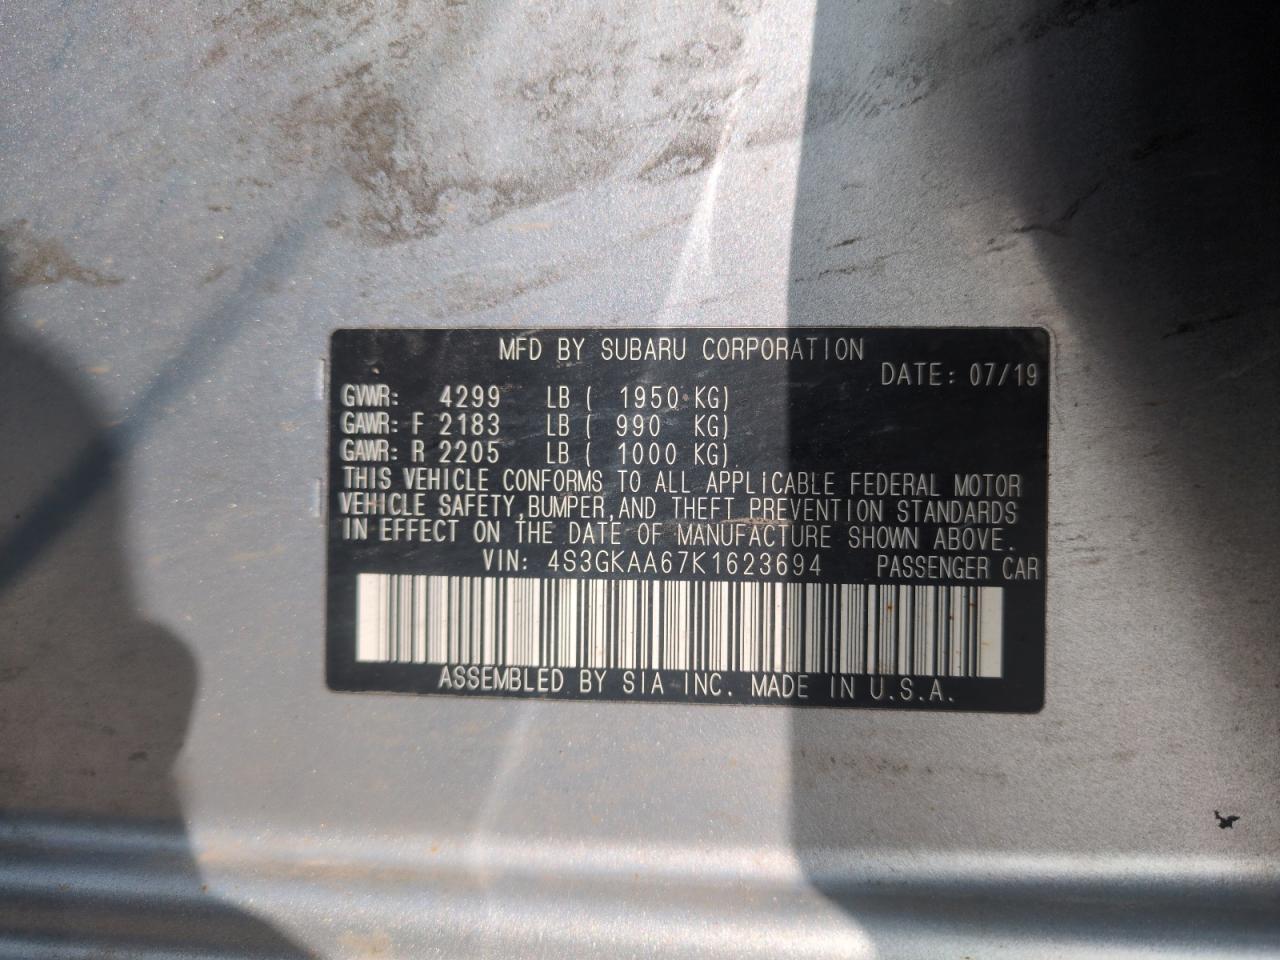 MFD BY SUBARU CORPORATION
DATE: 07/19
GVWR: 4299 LB ( 1950 KG)
GAWR: F 2183 LB ( 990 KG)
GAWR: R 2205 LB ( 1000 KG)
THIS VEHICLE CONFORMS TO ALL APPLICABLE FEDERAL MOTOR
VEHICLE SAFETY,BUMPER,AND THEFT PREVENTION STANDARDS
IN EFFECT ON THE DATE OF MANUFACTURE SHOWN ABOVE.
VIN: 4S3GKAA67K1623694 PASSENGER CAR
ASSEMBLED BY SIA INC. MADE IN U.S.A.